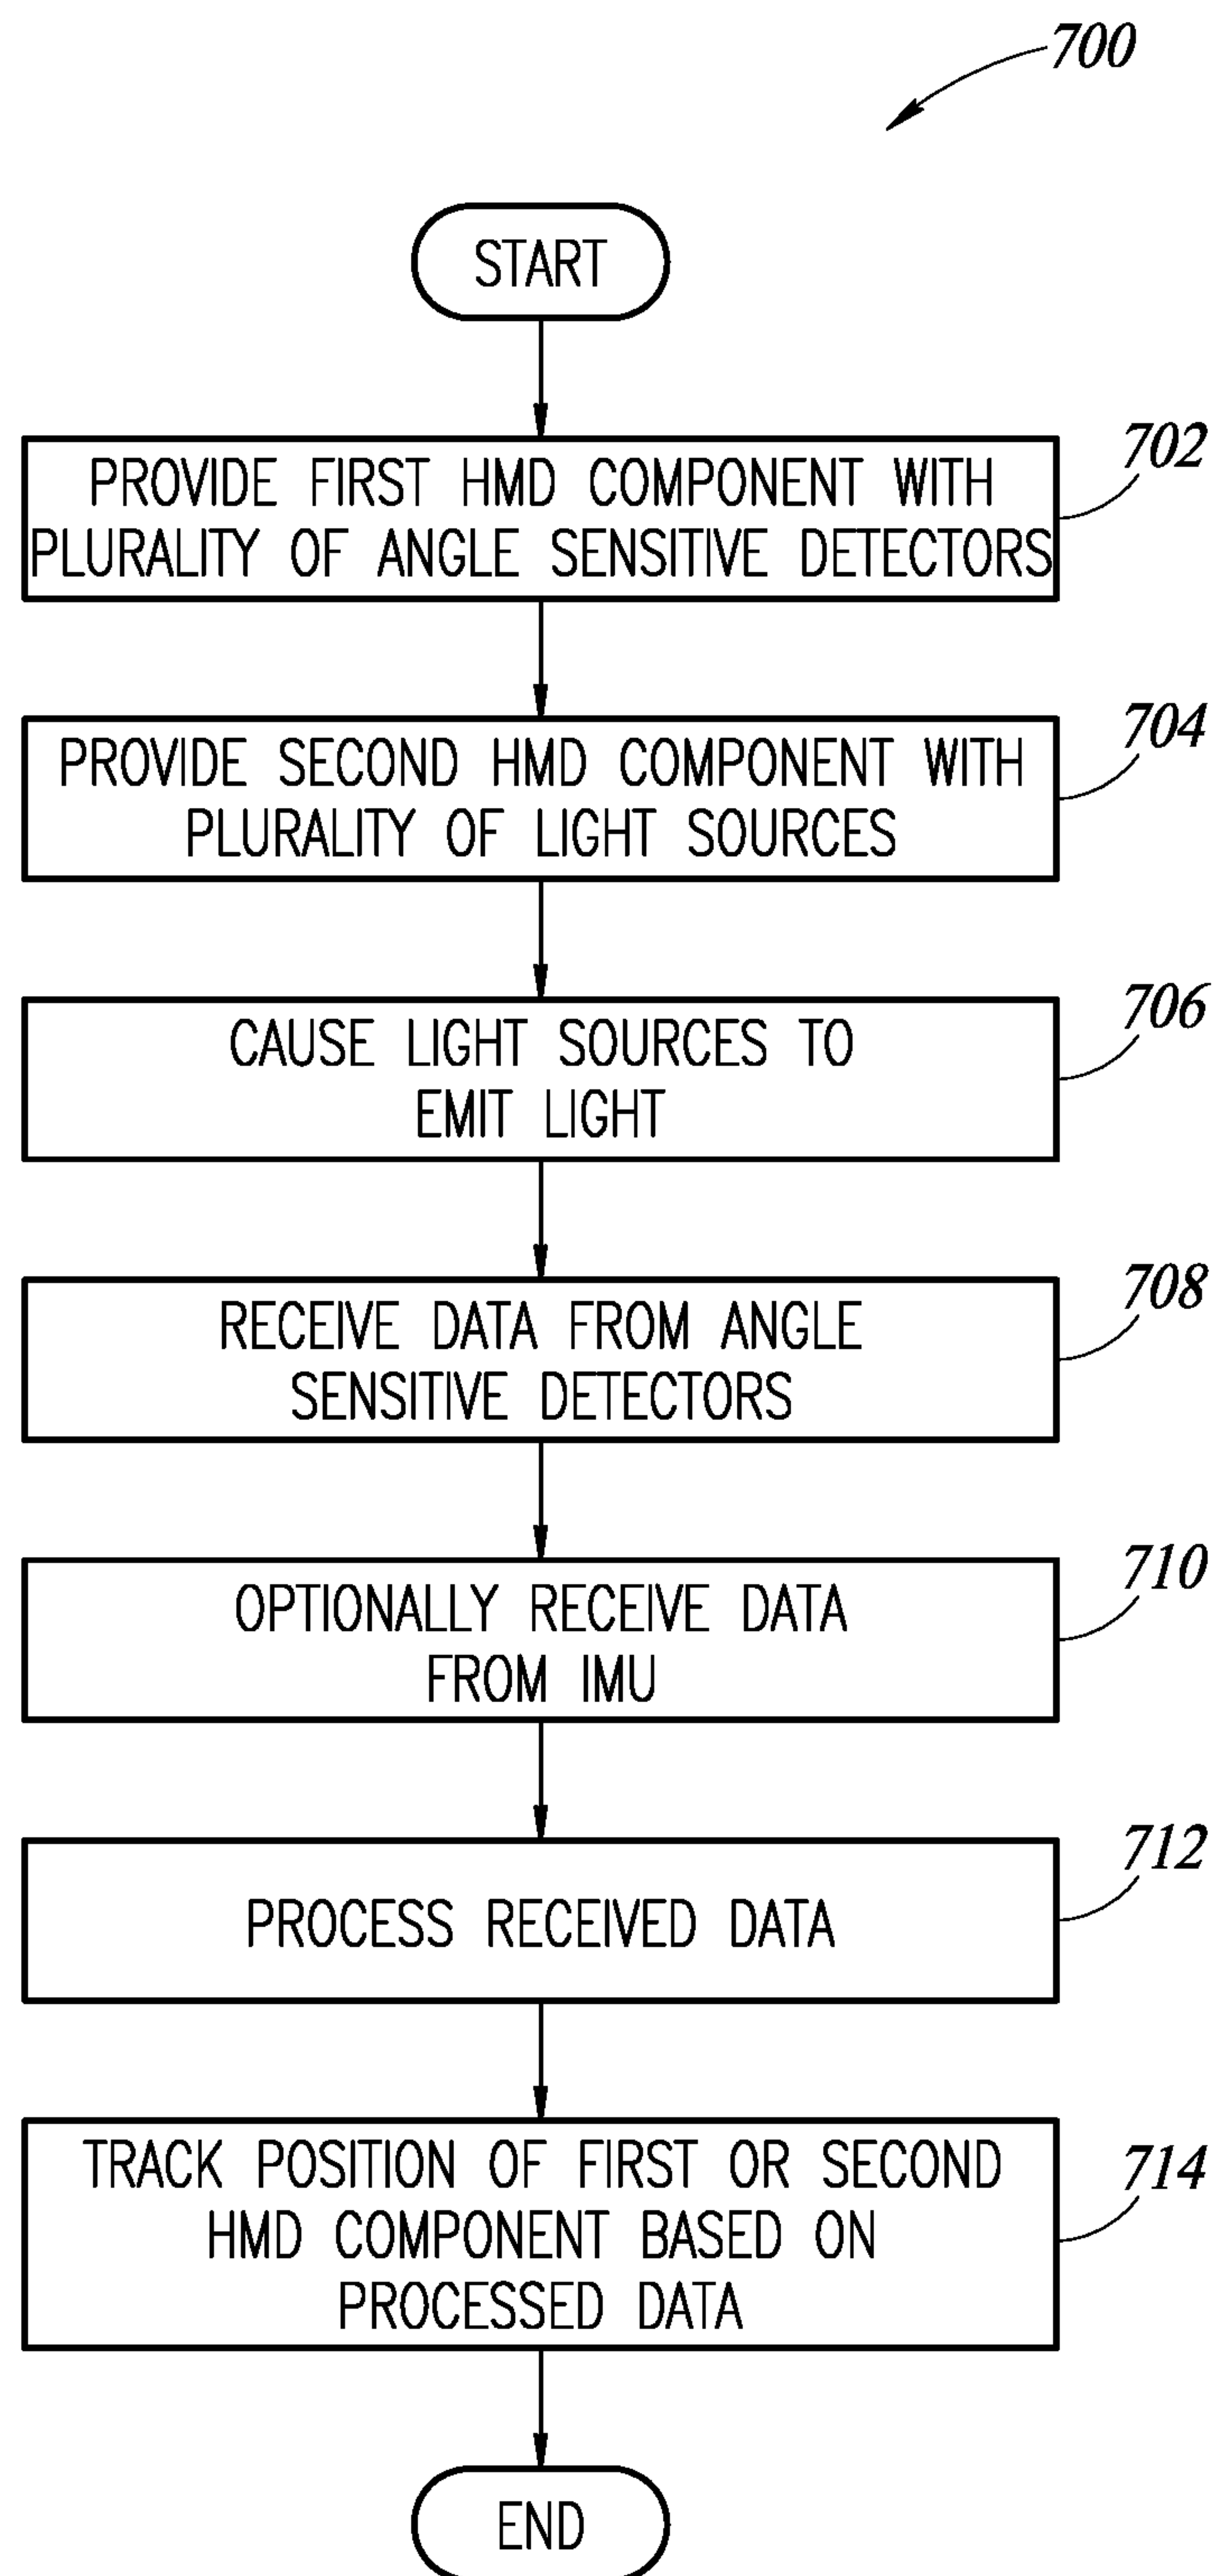 700
START
PROVIDE FIRST HMD COMPONENT WITH
PLURALITY OF ANGLE SENSITIVE DETECTORS
702
PROVIDE SECOND HMD COMPONENT WITH
PLURALITY OF LIGHT SOURCES
704
CAUSE LIGHT SOURCES TO
EMIT LIGHT
706
RECEIVE DATA FROM ANGLE
SENSITIVE DETECTORS
708
OPTIONALLY RECEIVE DATA
FROM IMU
710
PROCESS RECEIVED DATA
712
TRACK POSITION OF FIRST OR SECOND
HMD COMPONENT BASED ON
PROCESSED DATA
714
END